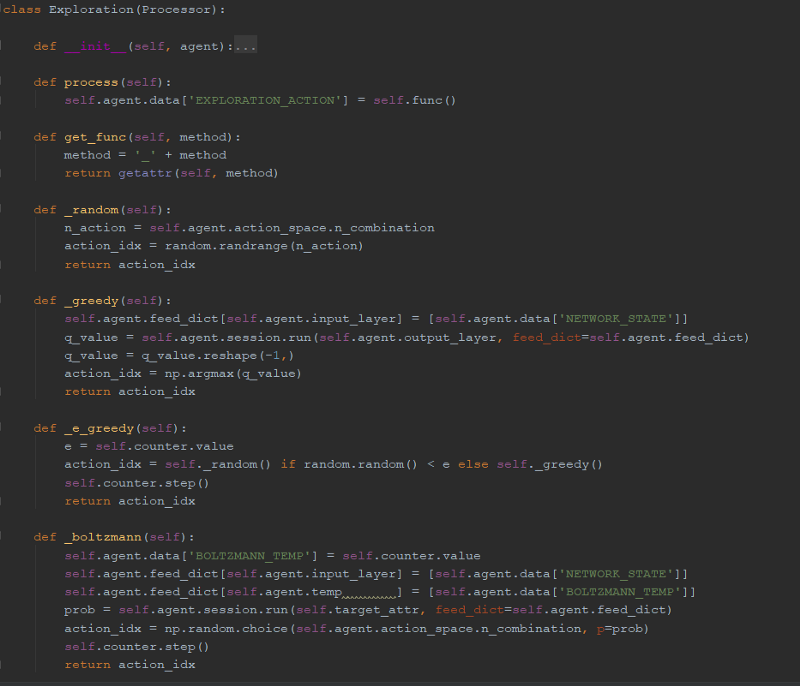 class Exploration(Processor):
def __init__(self, agent):...
def process(self):
self.agent.data['EXPLORATION_ACTION'] = self.func()
def get_func(self, method):
method = '_' + method
return getattr(self, method)
def _random(self):
n_action = self.agent.action_space.n_combination
action_idx = random.randrange(n_action)
return action_idx
def _greedy(self):
self.agent.feed_dict[self.agent.input_layer] = [self.agent.data['NETWORK_STATE']]
q_value = self.agent.session.run(self.agent.output_layer, feed_dict=self.agent.feed_dict)
q_value = q_value.reshape(-1,)
action_idx = np.argmax(q_value)
return action_idx
def _e_greedy(self):
e = self.counter.value
action_idx = self._random() if random.random() < e else self._greedy()
self.counter.step()
return action_idx
def _boltzmann(self):
self.agent.data['BOLTZMANN_TEMP'] = self.counter.value
self.agent.feed_dict[self.agent.input_layer] = [self.agent.data['NETWORK_STATE']]
self.agent.feed_dict[self.agent.temp ] = [self.agent.data['BOLTZMANN_TEMP']]
prob = self.agent.session.run(self.target_attr, feed_dict=self.agent.feed_dict)
action_idx = np.random.choice(self.agent.action_space.n_combination, p=prob)
self.counter.step()
return action_idx